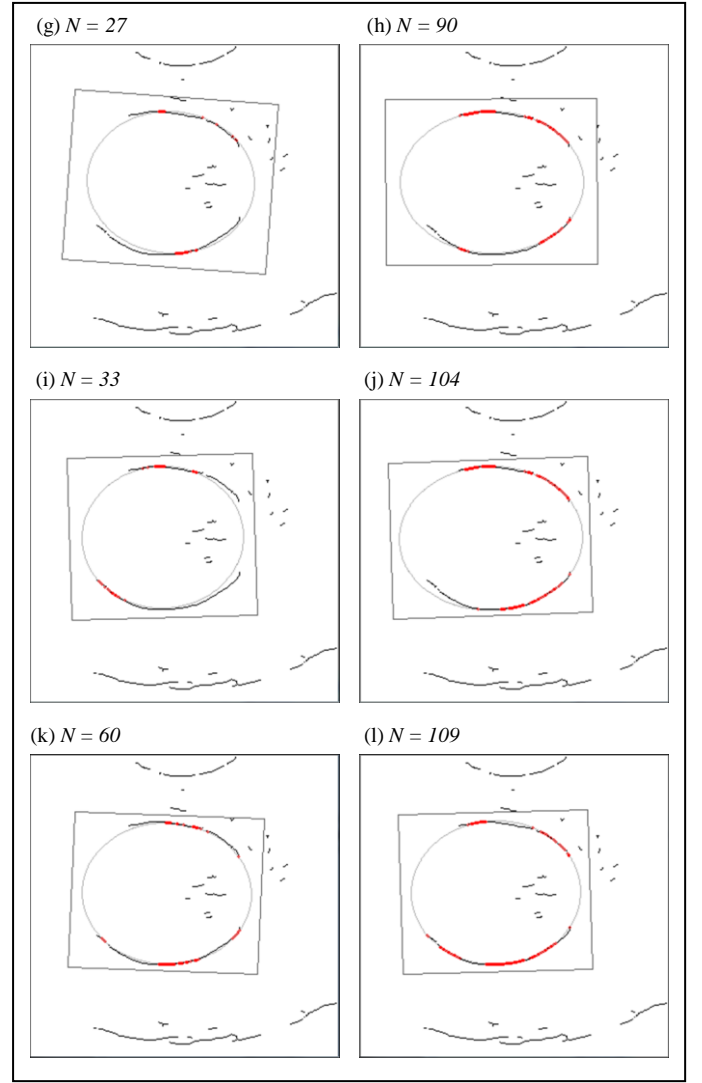 (g) N = 27
(h) N = 90
(i) N = 33
(j) N = 104
(k) N = 60
(l) N = 109